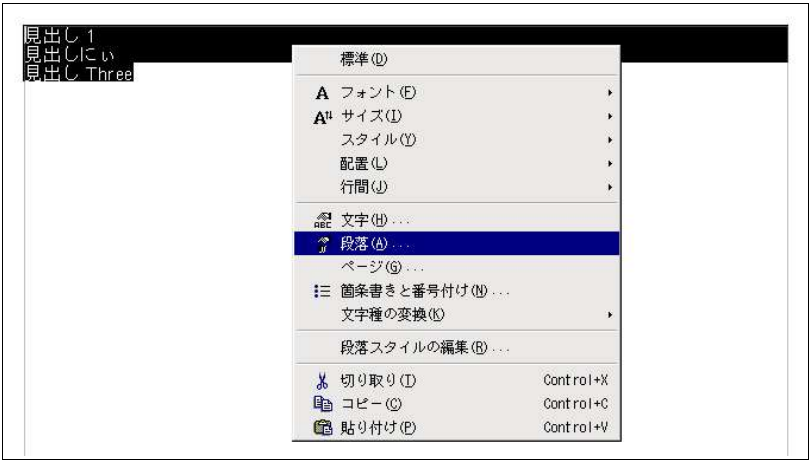 見出し 1
見出しにぃ
見出し Three
標準(D)
フォント(F)
サイズ(I)
スタイル(Y)
配置(L)
行間(J)
文字(H)...
段落(A)...
ページ(G)...
箇条書きと番号付け(N)...
文字種の変換(K)
段落スタイルの編集(R)...
切り取り(T) Control+X
コピー(C) Control+C
貼り付け(P) Control+V